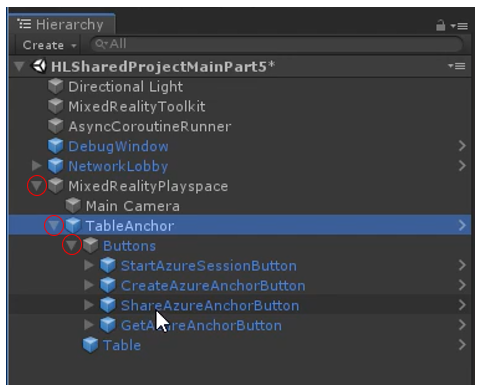 Hierarchy
Create All
HLSharedProjectMainPart5*
Directional Light
MixedRealityToolkit
AsyncCoroutineRunner
DebugWindow
NetworkLobby
MixedRealityPlayspace
Main Camera
TableAnchor
Buttons
StartAzureSessionButton
CreateAzureAnchorButton
ShareAzureAnchorButton
GetAzureAnchorButton
Table